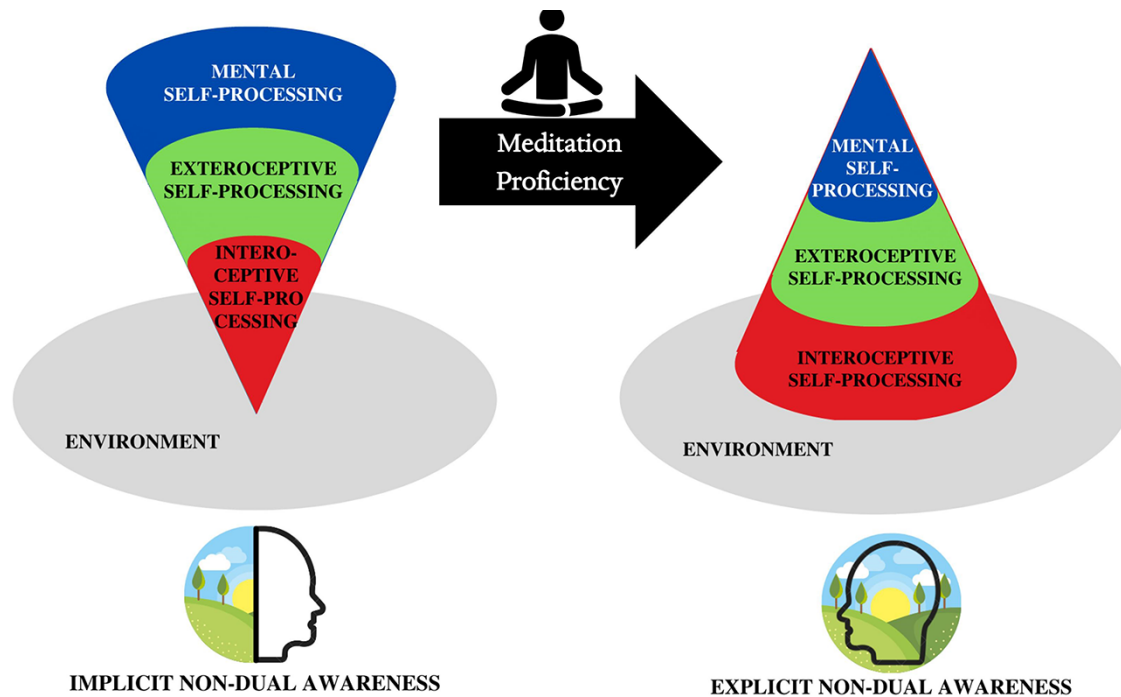 MENTAL
SELF-PROCESSING
EXTEROCEPTIVE
SELF-PROCESSING
INTERO-
CEPTIVE
SELF-PRO
CESSING
ENVIRONMENT
IMPLICIT NON-DUAL AWARENESS
Meditation
Proficiency
MENTAL
SELF-
PROCESSING
EXTEROCEPTIVE
SELF-PROCESSING
INTEROCEPTIVE
SELF-PROCESSING
ENVIRONMENT
EXPLICIT NON-DUAL AWARENESS